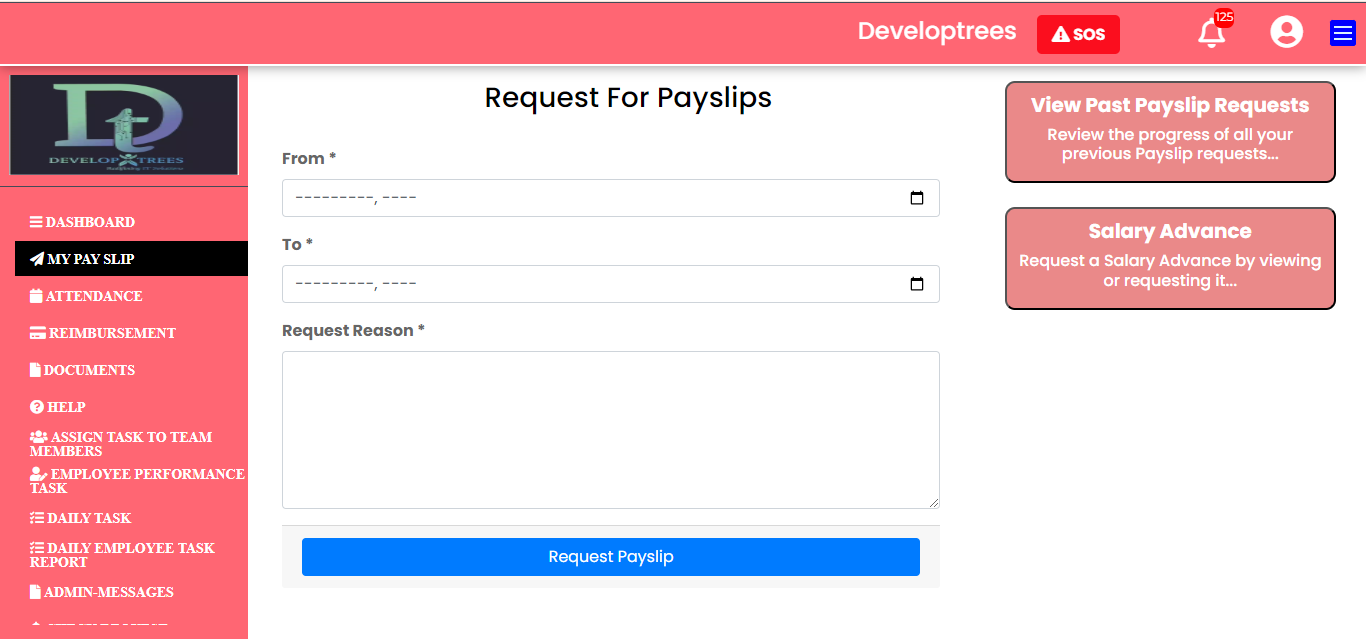 Developtrees
SOS
125
DEVELOP TREES
DASHBOARD
MY PAY SLIP
ATTENDANCE
REIMBURSEMENT
DOCUMENTS
HELP
ASSIGN TASK TO TEAM
MEMBERS
EMPLOYEE PERFORMANCE
TASK
DAILY TASK
DAILY EMPLOYEE TASK
REPORT
ADMIN-MESSAGES
Request For Payslips
From *
---------, ----
To *
---------, ----
Request Reason *
Request Payslip
View Past Payslip Requests
Review the progress of all your
previous Payslip requests...
Salary Advance
Request a Salary Advance by viewing
or requesting it...